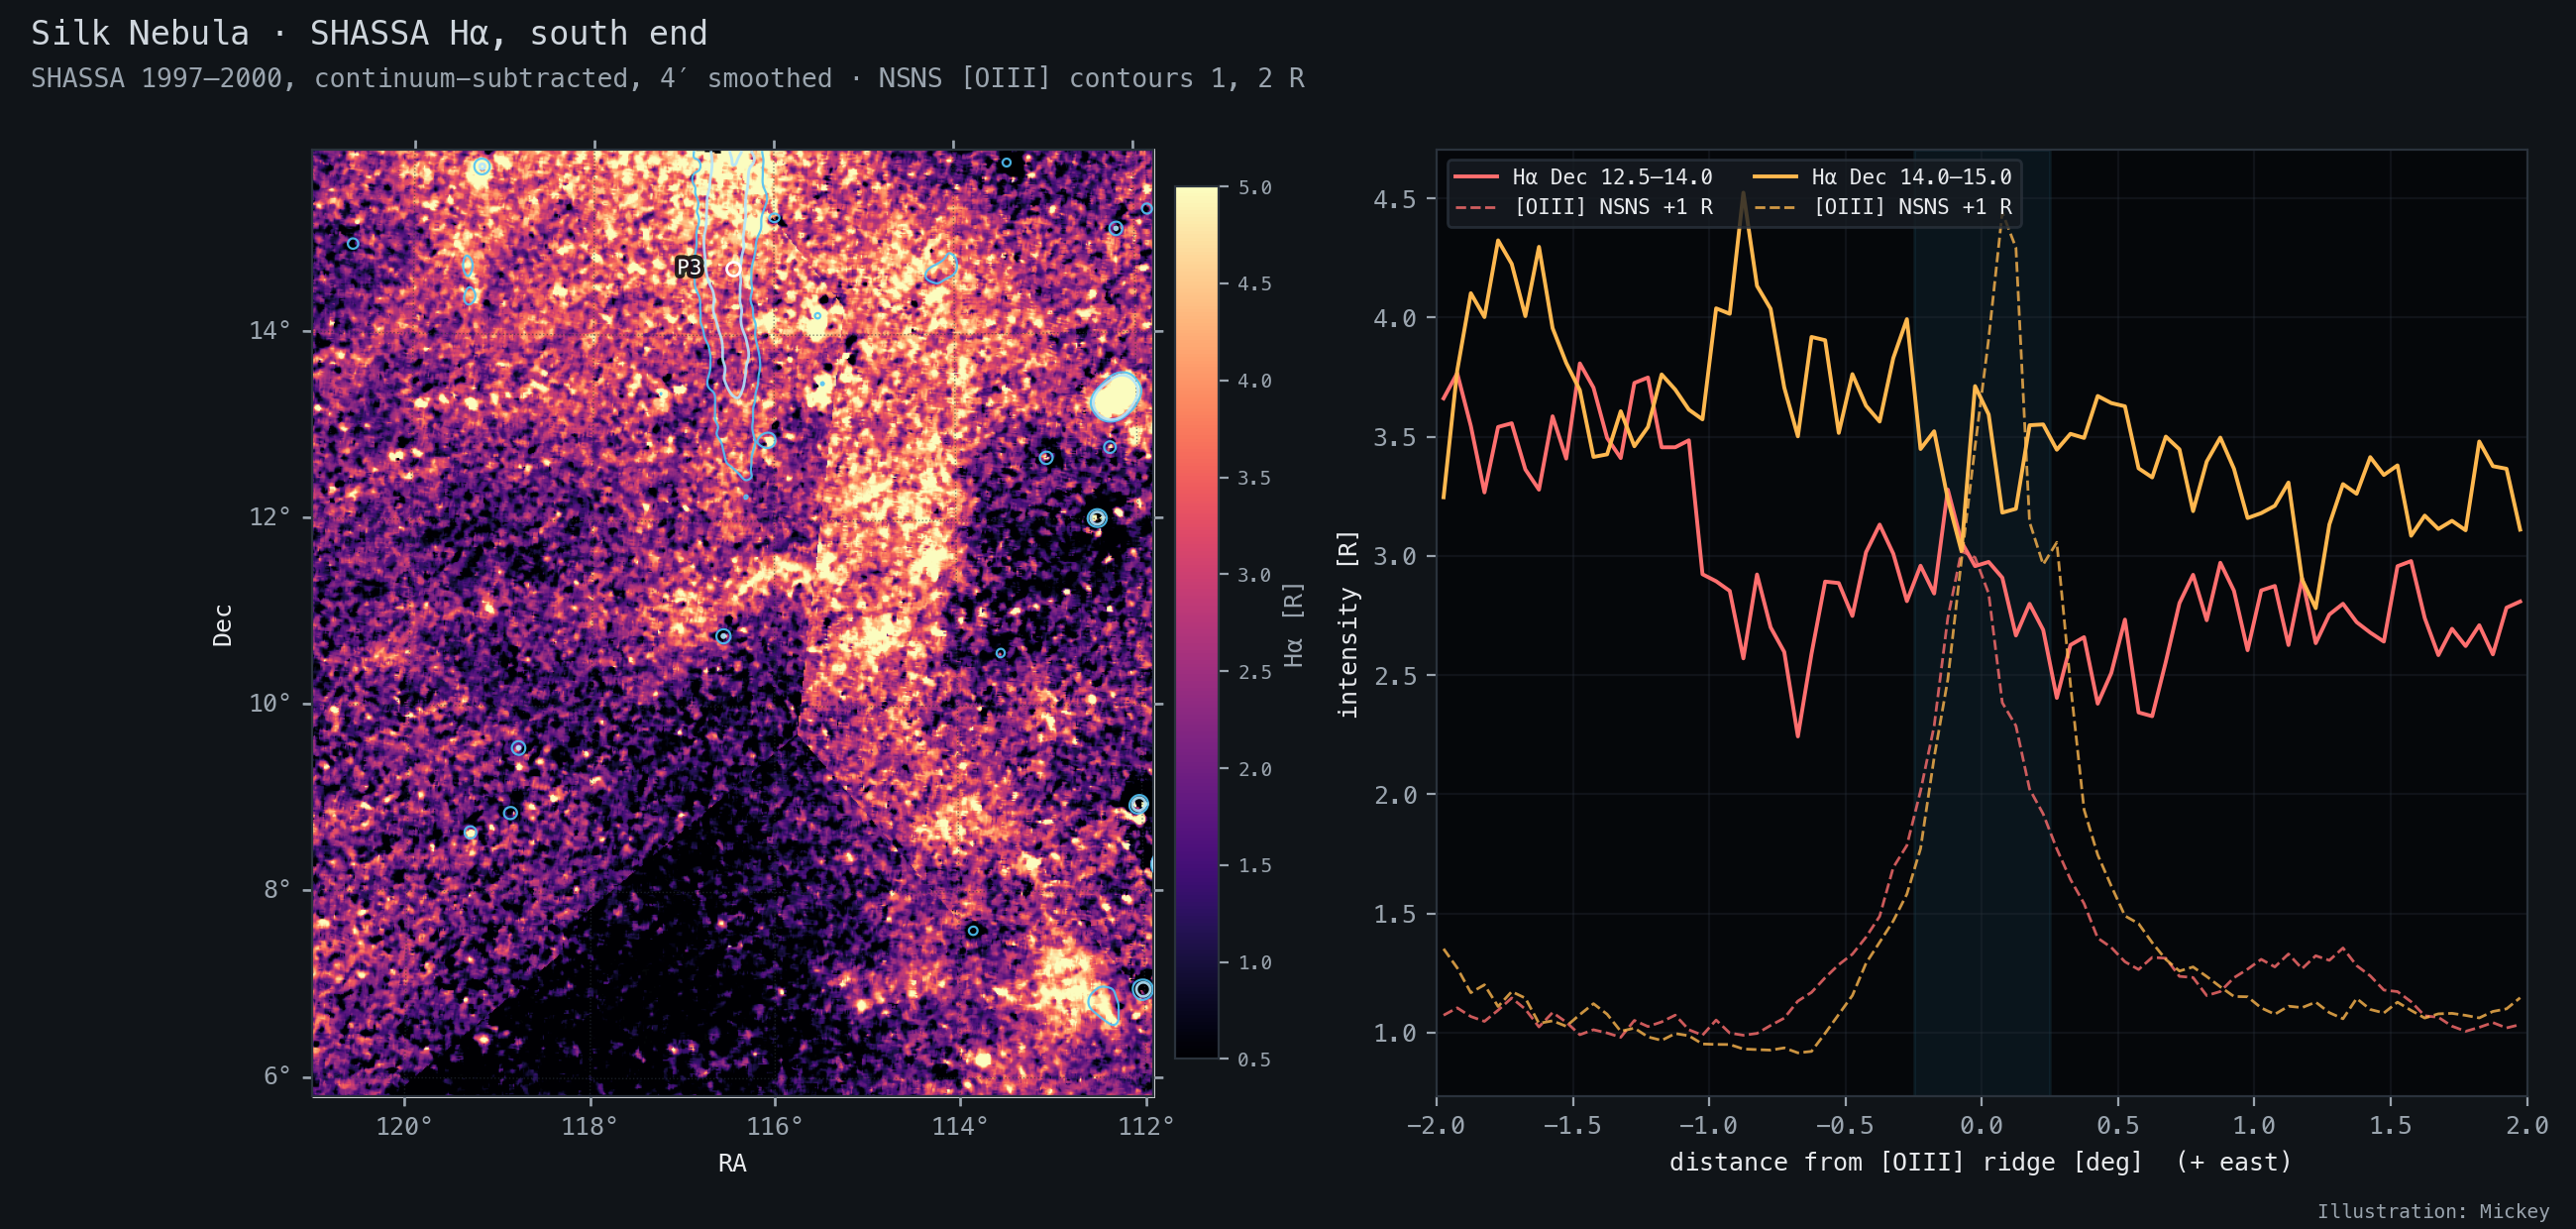 Silk Nebula · SHASSA Hα, south end
SHASSA 1997–2000, continuum-subtracted, 4′ smoothed · NSNS [OIII] contours 1, 2 R
P3
14°
12°
10°
8°
6°
Dec
120°
118°
116°
114°
112°
RA
5.0
4.5
4.0
3.5
3.0
2.5
2.0
1.5
1.0
0.5
Hα [R]
Hα Dec 12.5–14.0
[OIII] NSNS +1 R
Hα Dec 14.0–15.0
[OIII] NSNS +1 R
4.5
4.0
3.5
3.0
2.5
2.0
1.5
1.0
intensity [R]
−2.0
−1.5
−1.0
−0.5
0.0
0.5
1.0
1.5
2.0
distance from [OIII] ridge [deg] (+ east)
Illustration: Mickey